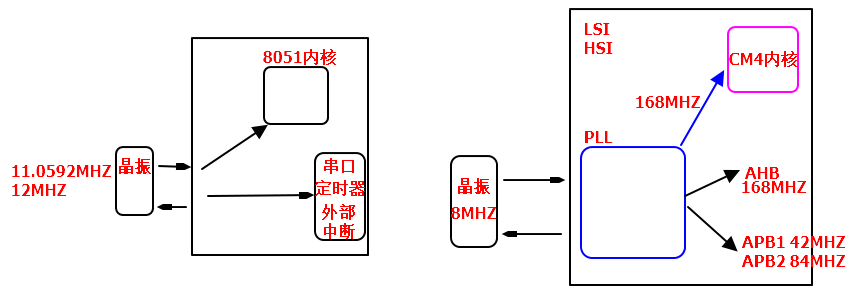 8051内核
晶振
11.0592MHZ
12MHZ
串口
定时器
外部
中断
LSI
HSI
CM4内核
168MHZ
PLL
晶振
8MHZ
AHB
168MHZ
APB1 42MHZ
APB2 84MHZ